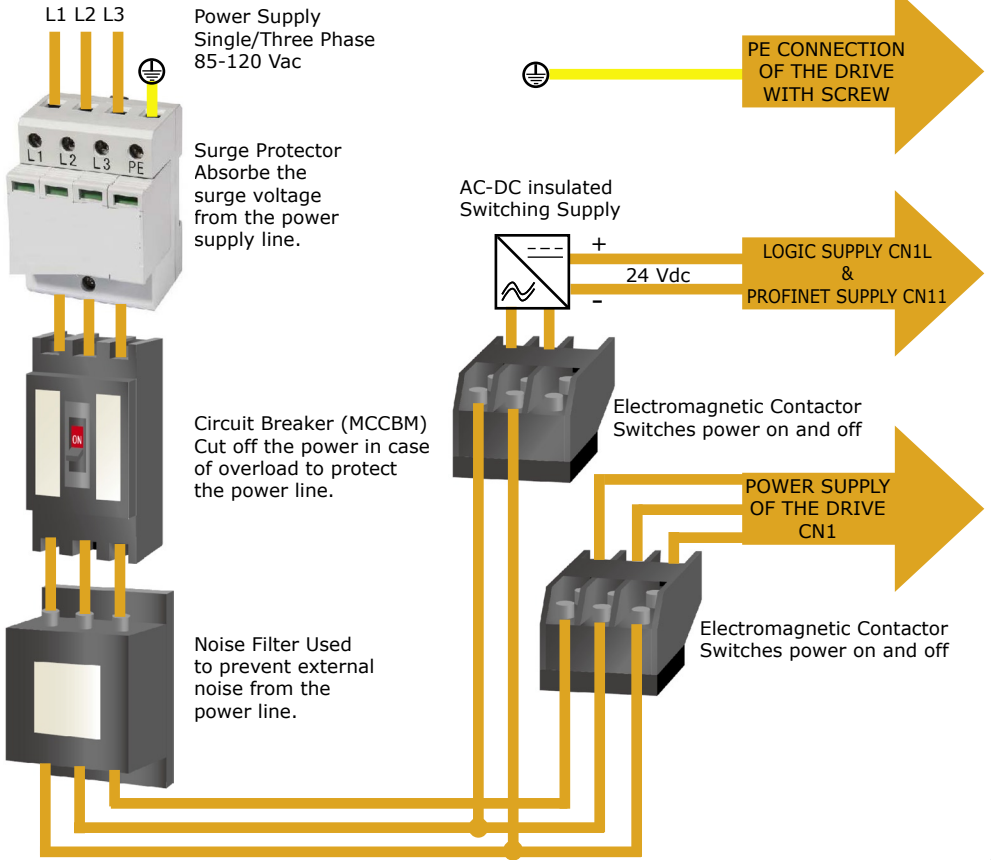 L1 L2 L3
Power Supply
Single/Three Phase
85-120 Vac
PE CONNECTION
OF THE DRIVE
WITH SCREW
L1 L2 L3 PE
Surge Protector
Absorbe the
surge voltage
from the power
supply line.
AC-DC insulated
Switching Supply
+
24 Vdc
-
LOGIC SUPPLY CN1L
&
PROFINET SUPPLY CN11
ON
Circuit Breaker (MCCBM)
Cut off the power in case
of overload to protect
the power line.
Electromagnetic Contactor
Switches power on and off
POWER SUPPLY
OF THE DRIVE
CN1
Noise Filter Used
to prevent external
noise from the
power line.
Electromagnetic Contactor
Switches power on and off